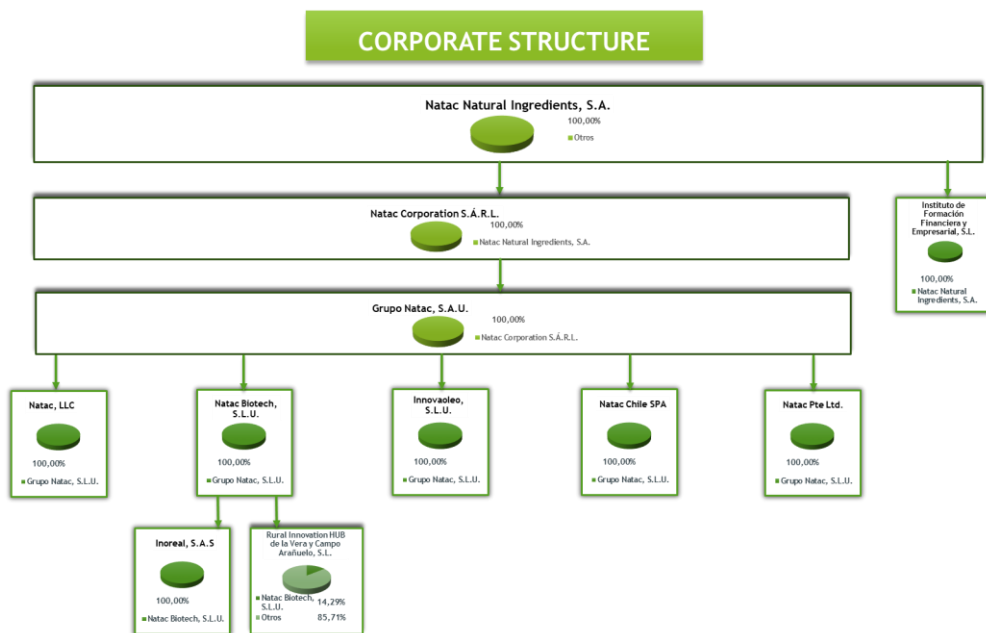 CORPORATE STRUCTURE
Natac Natural Ingredients, S.A.
100,00%
Otros
Natac Corporation S.Á.R.L.
100,00%
Natac Natural Ingredients, S.A.
Instituto de
Formación
Financiera y
Empresarial, S.L.
100,00%
Natac Natural
Ingredients, S.A.
Grupo Natac, S.A.U.
100,00%
Natac Corporation S.Á.R.L.
Natac, LLC
100,00%
Grupo Natac, S.L.U.
Natac Biotech,
S.L.U.
100,00%
Grupo Natac, S.L.U.
Innovaoleo,
S.L.U.
100,00%
Grupo Natac, S.L.U.
Natac Chile SPA
100,00%
Grupo Natac, S.L.U.
Natac Pte Ltd.
100,00%
Grupo Natac, S.L.U.
Inoreal, S.A.S
100,00%
Natac Biotech, S.L.U.
Rural Innovation HUB
de la Vera y Campo
Arañuelo, S.L.
Natac Biotech,
S.L.U.
14,29%
Otros
85,71%